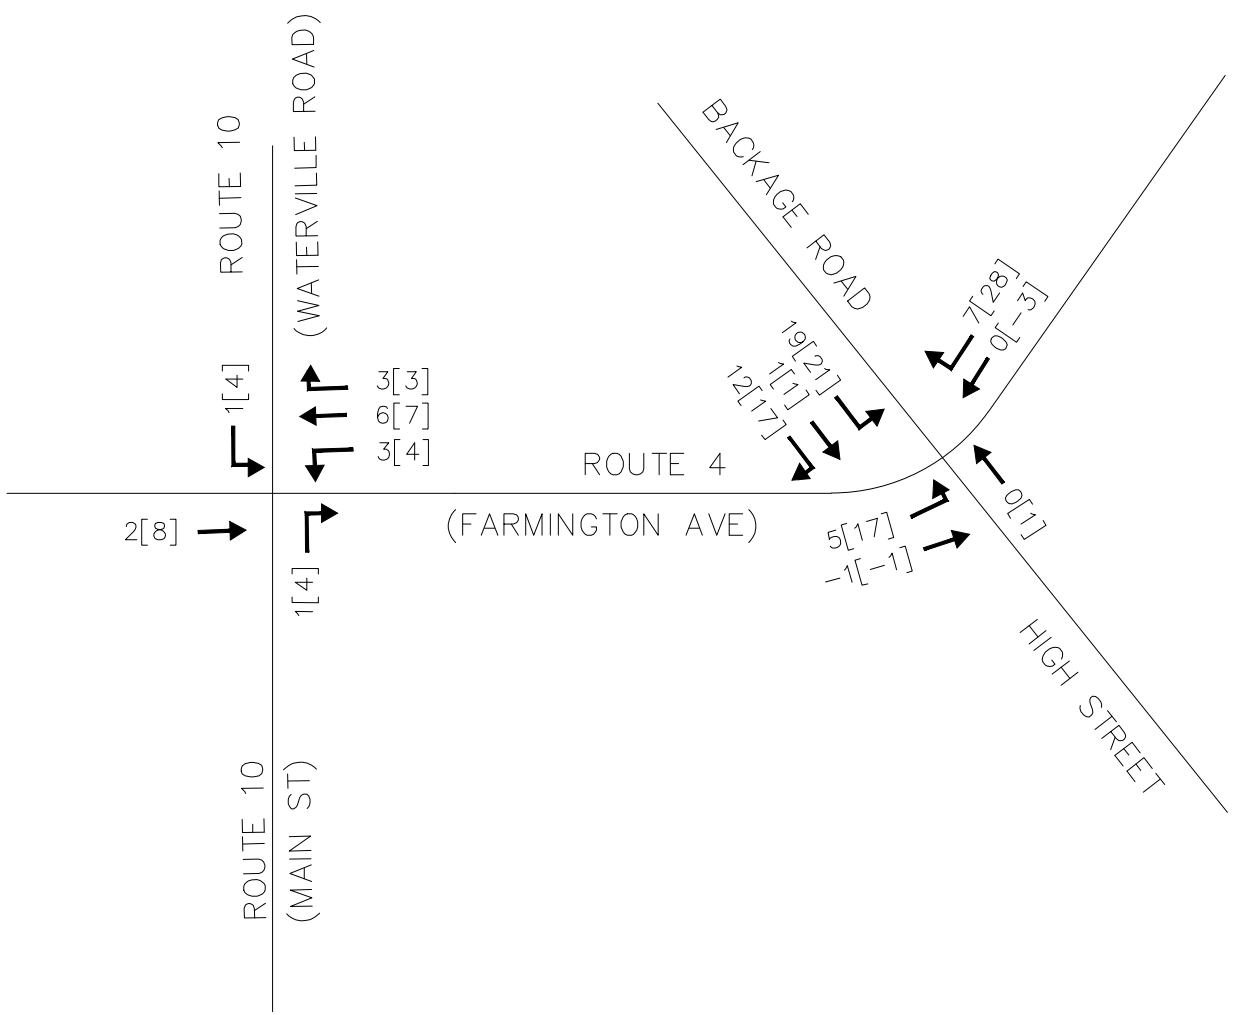 ROUTE 10
(WATERVILLE ROAD)
BACKAGE ROAD
7[28]
0[-3]
19[21]
1[1]
12[17]
1[4]
3[3]
6[7]
3[4]
ROUTE 4
(FARMINGTON AVE)
2[8]
1[4]
5[17]
-1[-1]
0[1]
HIGH STREET
ROUTE 10
(MAIN ST)